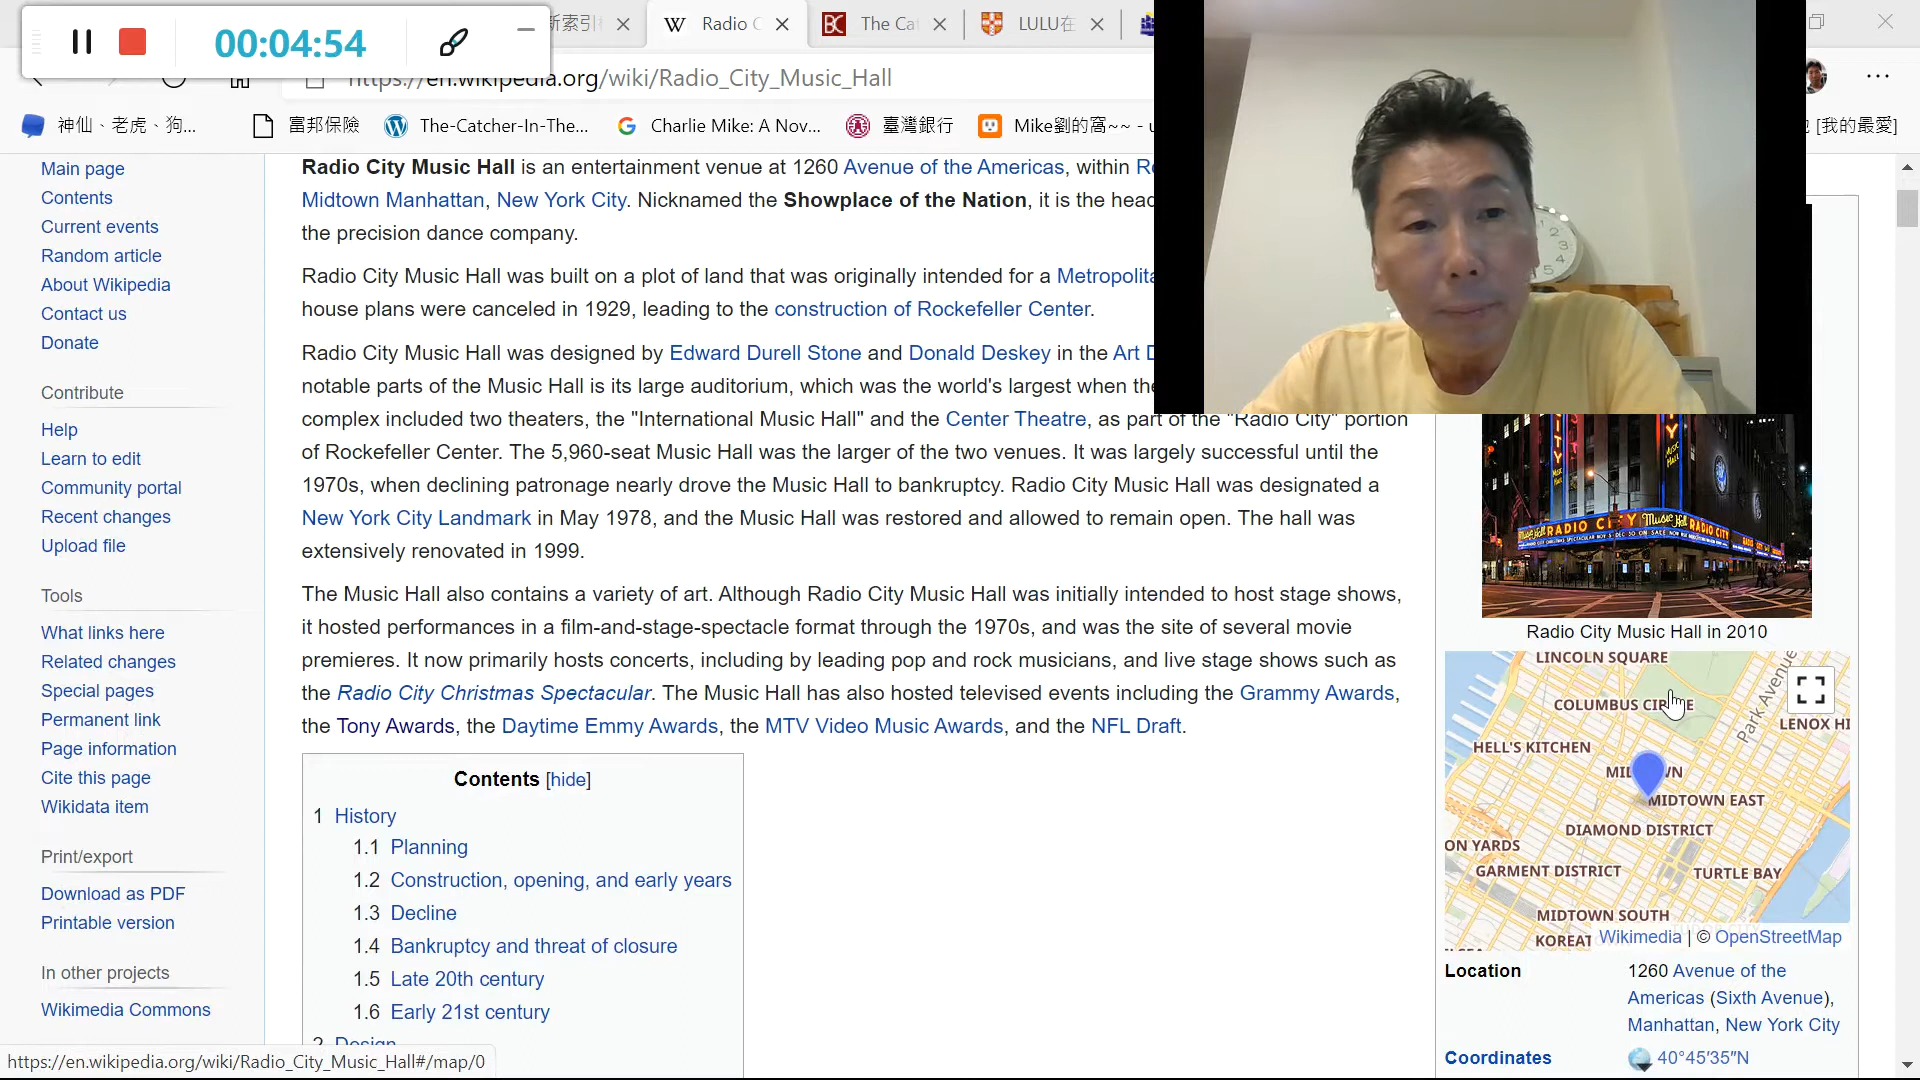 00:04:54
新索引
Radio C
The Cat
LULU在
https://en.wikipedia.org/wiki/Radio_City_Music_Hall
神仙、老虎、狗...
富邦保險
The-Catcher-In-The...
Charlie Mike: A Nov...
臺灣銀行
Mike劉的窩~~ - u
[我的最愛]
Main page
Contents
Current events
Random article
About Wikipedia
Contact us
Donate
Contribute
Help
Learn to edit
Community portal
Recent changes
Upload file
Tools
What links here
Related changes
Special pages
Permanent link
Page information
Cite this page
Wikidata item
Print/export
Download as PDF
Printable version
In other projects
Wikimedia Commons
Radio City Music Hall is an entertainment venue at 1260 Avenue of the Americas, within
Midtown Manhattan, New York City. Nicknamed the Showplace of the Nation, it is the
the precision dance company.
Radio City Music Hall was built on a plot of land that was originally intended for a
house plans were canceled in 1929, leading to the construction of Rockefeller Center.
Radio City Music Hall was designed by Edward Durell Stone and Donald Deskey in the Art
notable parts of the Music Hall is its large auditorium, which was the world's largest when
complex included two theaters, the "International Music Hall" and the Center Theatre, as part of the "Radio City" portion
of Rockefeller Center. The 5,960-seat Music Hall was the larger of the two venues. It was largely successful until the
1970s, when declining patronage nearly drove the Music Hall to bankruptcy. Radio City Music Hall was designated a
New York City Landmark in May 1978, and the Music Hall was restored and allowed to remain open. The hall was
extensively renovated in 1999.
The Music Hall also contains a variety of art. Although Radio City Music Hall was initially intended to host stage shows,
it hosted performances in a film-and-stage-spectacle format through the 1970s, and was the site of several movie
premieres. It now primarily hosts concerts, including by leading pop and rock musicians, and live stage shows such as
the Radio City Christmas Spectacular. The Music Hall has also hosted televised events including the Grammy Awards,
the Tony Awards, the Daytime Emmy Awards, the MTV Video Music Awards, and the NFL Draft.
Contents [hide]
1 History
1.1 Planning
1.2 Construction, opening, and early years
1.3 Decline
1.4 Bankruptcy and threat of closure
1.5 Late 20th century
1.6 Early 21st century
2 Design
RADIO CITY Music Hall RADIO CITY
Radio City Music Hall in 2010
LINCOLN SQUARE
COLUMBUS CIRCLE
Park Avenue
LENOX HI
HELL'S KITCHEN
MIDTOWN
MIDTOWN EAST
DIAMOND DISTRICT
ON YARDS
GARMENT DISTRICT
TURTLE BAY
MIDTOWN SOUTH
KOREAT
Wikimedia | © OpenStreetMap
Location
1260 Avenue of the
Americas (Sixth Avenue),
Manhattan, New York City
Coordinates
40°45′35″N
https://en.wikipedia.org/wiki/Radio_City_Music_Hall#/map/0